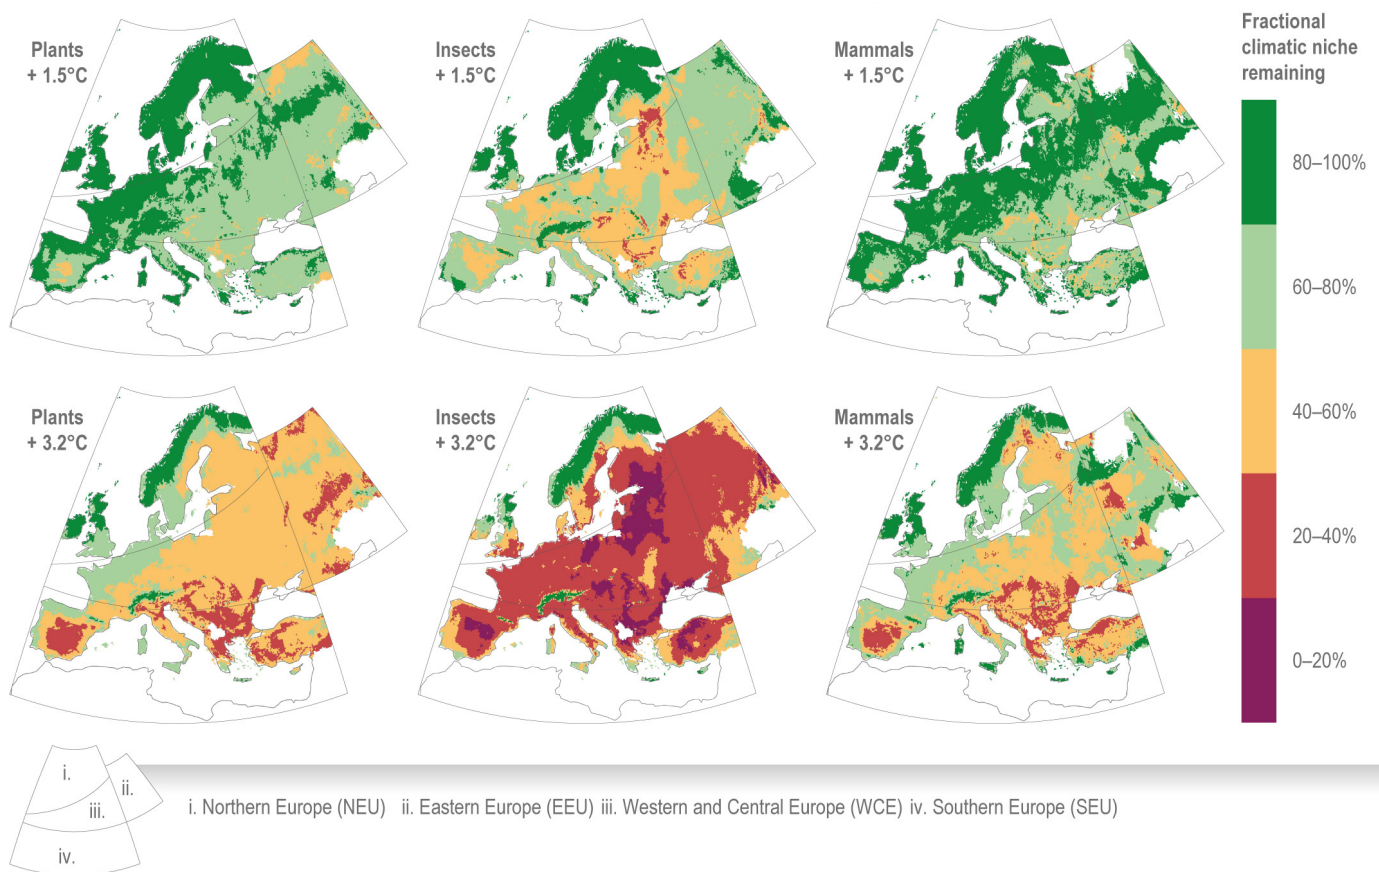 Plants
+ 1.5°C
Insects
+ 1.5°C
Mammals
+ 1.5°C
Fractional
climatic niche
remaining
80–100%
60–80%
40–60%
20–40%
0–20%
Plants
+ 3.2°C
Insects
+ 3.2°C
Mammals
+ 3.2°C
i.
ii.
iii.
iv.
i. Northern Europe (NEU) ii. Eastern Europe (EEU) iii. Western and Central Europe (WCE) iv. Southern Europe (SEU)